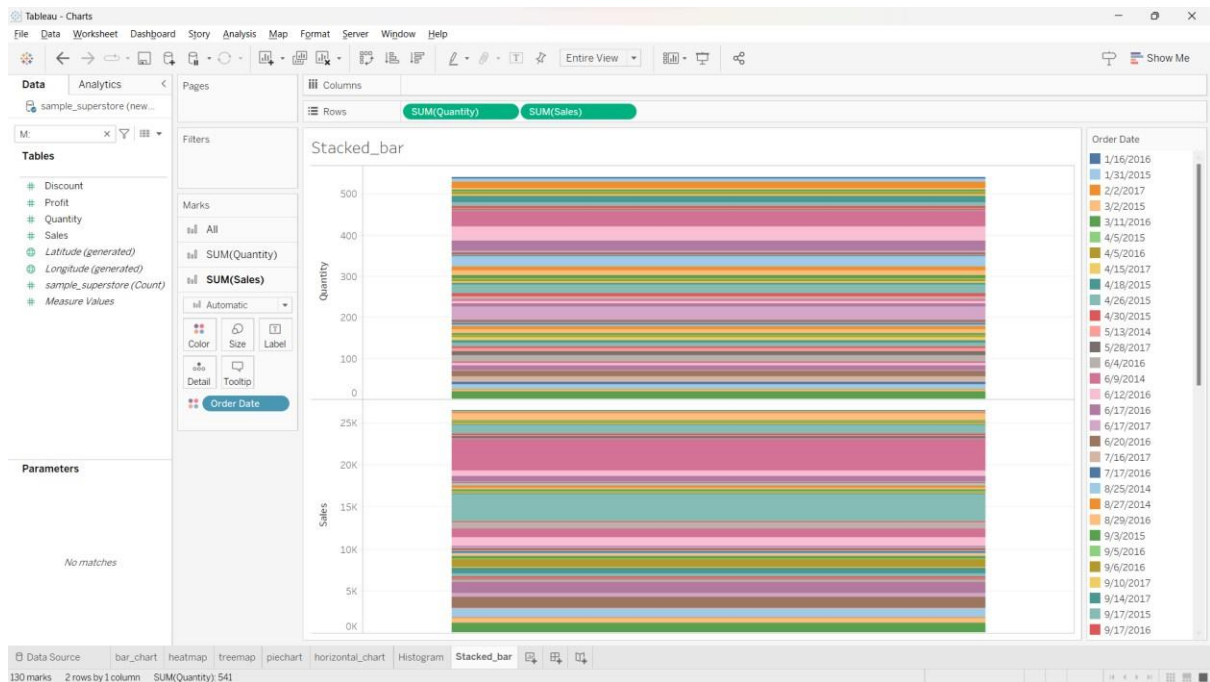 Tableau - Charts
File Data Worksheet Dashboard Story Analysis Map Format Server Window Help
Entire View
Show Me
Data Analytics
sample_superstore (new...
M:
Tables
# Discount
# Profit
# Quantity
# Sales
Latitude (generated)
Longitude (generated)
# sample_superstore (Count)
# Measure Values
Parameters
No matches
Pages
Filters
Marks
All
SUM(Quantity)
SUM(Sales)
Automatic
Color Size Label
Detail Tooltip
Order Date
Columns
Rows SUM(Quantity) SUM(Sales)
Stacked_bar
Quantity
500
400
300
200
100
0
Sales
25K
20K
15K
10K
5K
0K
Order Date
1/16/2016
1/31/2015
2/2/2017
3/2/2015
3/11/2016
4/5/2015
4/5/2016
4/15/2017
4/18/2015
4/26/2015
4/30/2015
5/13/2014
5/28/2017
6/4/2016
6/9/2014
6/12/2016
6/17/2016
6/17/2017
6/20/2016
7/16/2017
7/17/2016
8/25/2014
8/27/2014
8/29/2016
9/3/2015
9/5/2016
9/6/2016
9/10/2017
9/14/2017
9/17/2015
9/17/2016
Data Source bar_chart heatmap treemap piechart horizontal_chart Histogram Stacked_bar
130 marks 2 rows by 1 column SUM(Quantity): 541